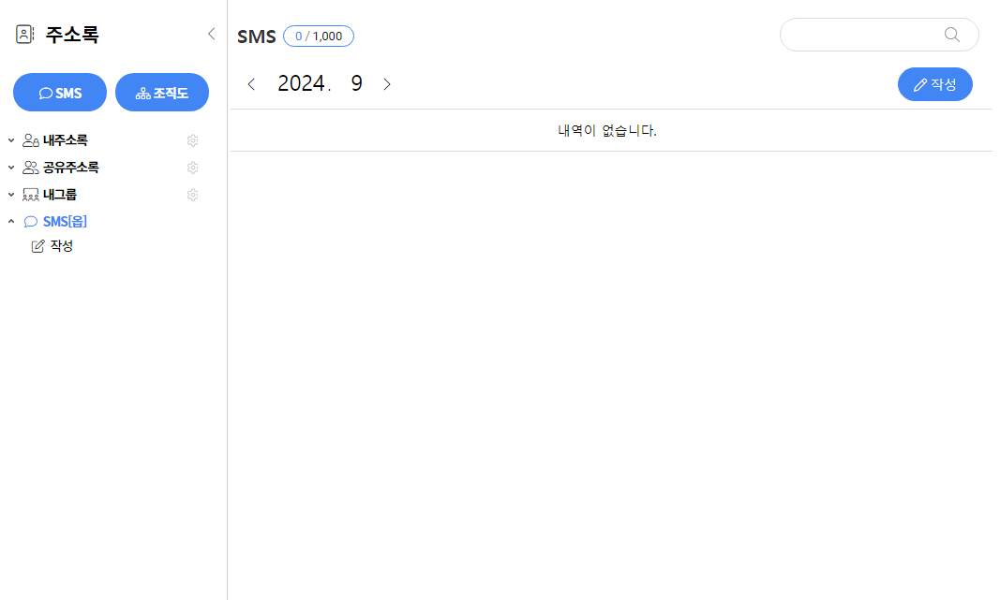 주소록
SMS 조직도
내주소록
공유주소록
내그룹
SMS[옵]
작성
SMS 0 / 1,000
2024. 9
작성
내역이 없습니다.